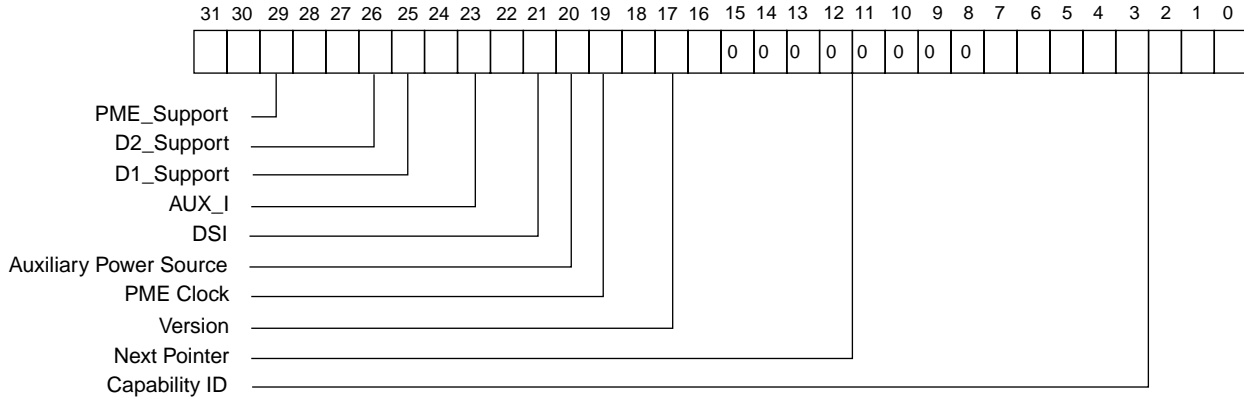 31 30 29 28 27 26 25 24 23 22 21 20 19 18 17 16 15 14 13 12 11 10 9 8 7 6 5 4 3 2 1 0
0 0 0 0 0 0 0 0
PME_Support
D2_Support
D1_Support
AUX_I
DSI
Auxiliary Power Source
PME Clock
Version
Next Pointer
Capability ID